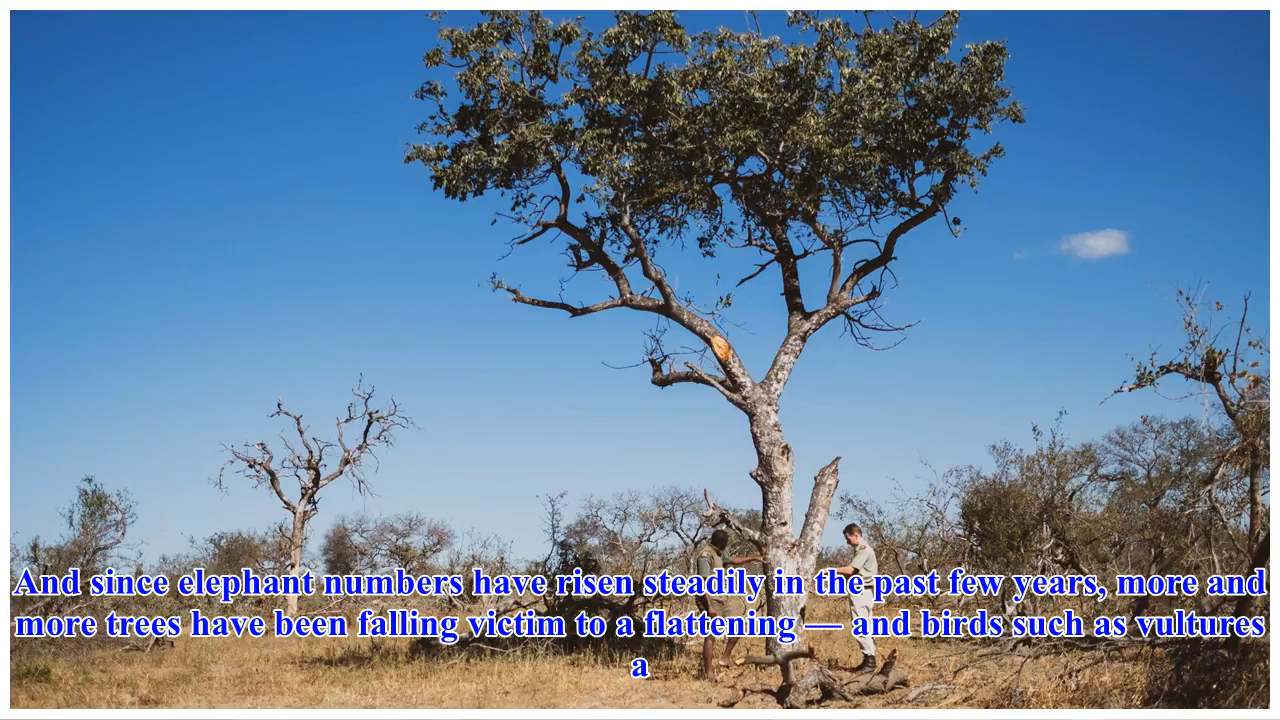 And since elephant numbers have risen steadily in the past few years, more and
more trees have been falling victim to a flattening — and birds such as vultures
a